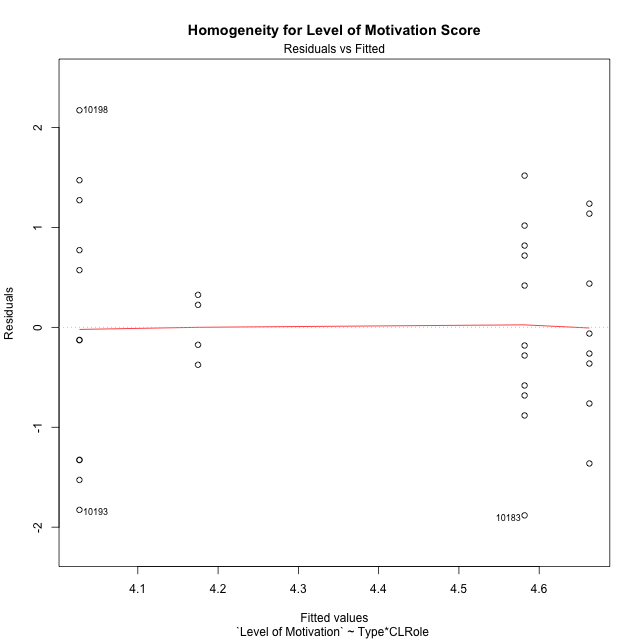 Homogeneity for Level of Motivation Score
Residuals vs Fitted
10198
2
1
0
-1
-2
Residuals
10193
10183
4.1 4.2 4.3 4.4 4.5 4.6
Fitted values
`Level of Motivation` ~ Type*CLRole